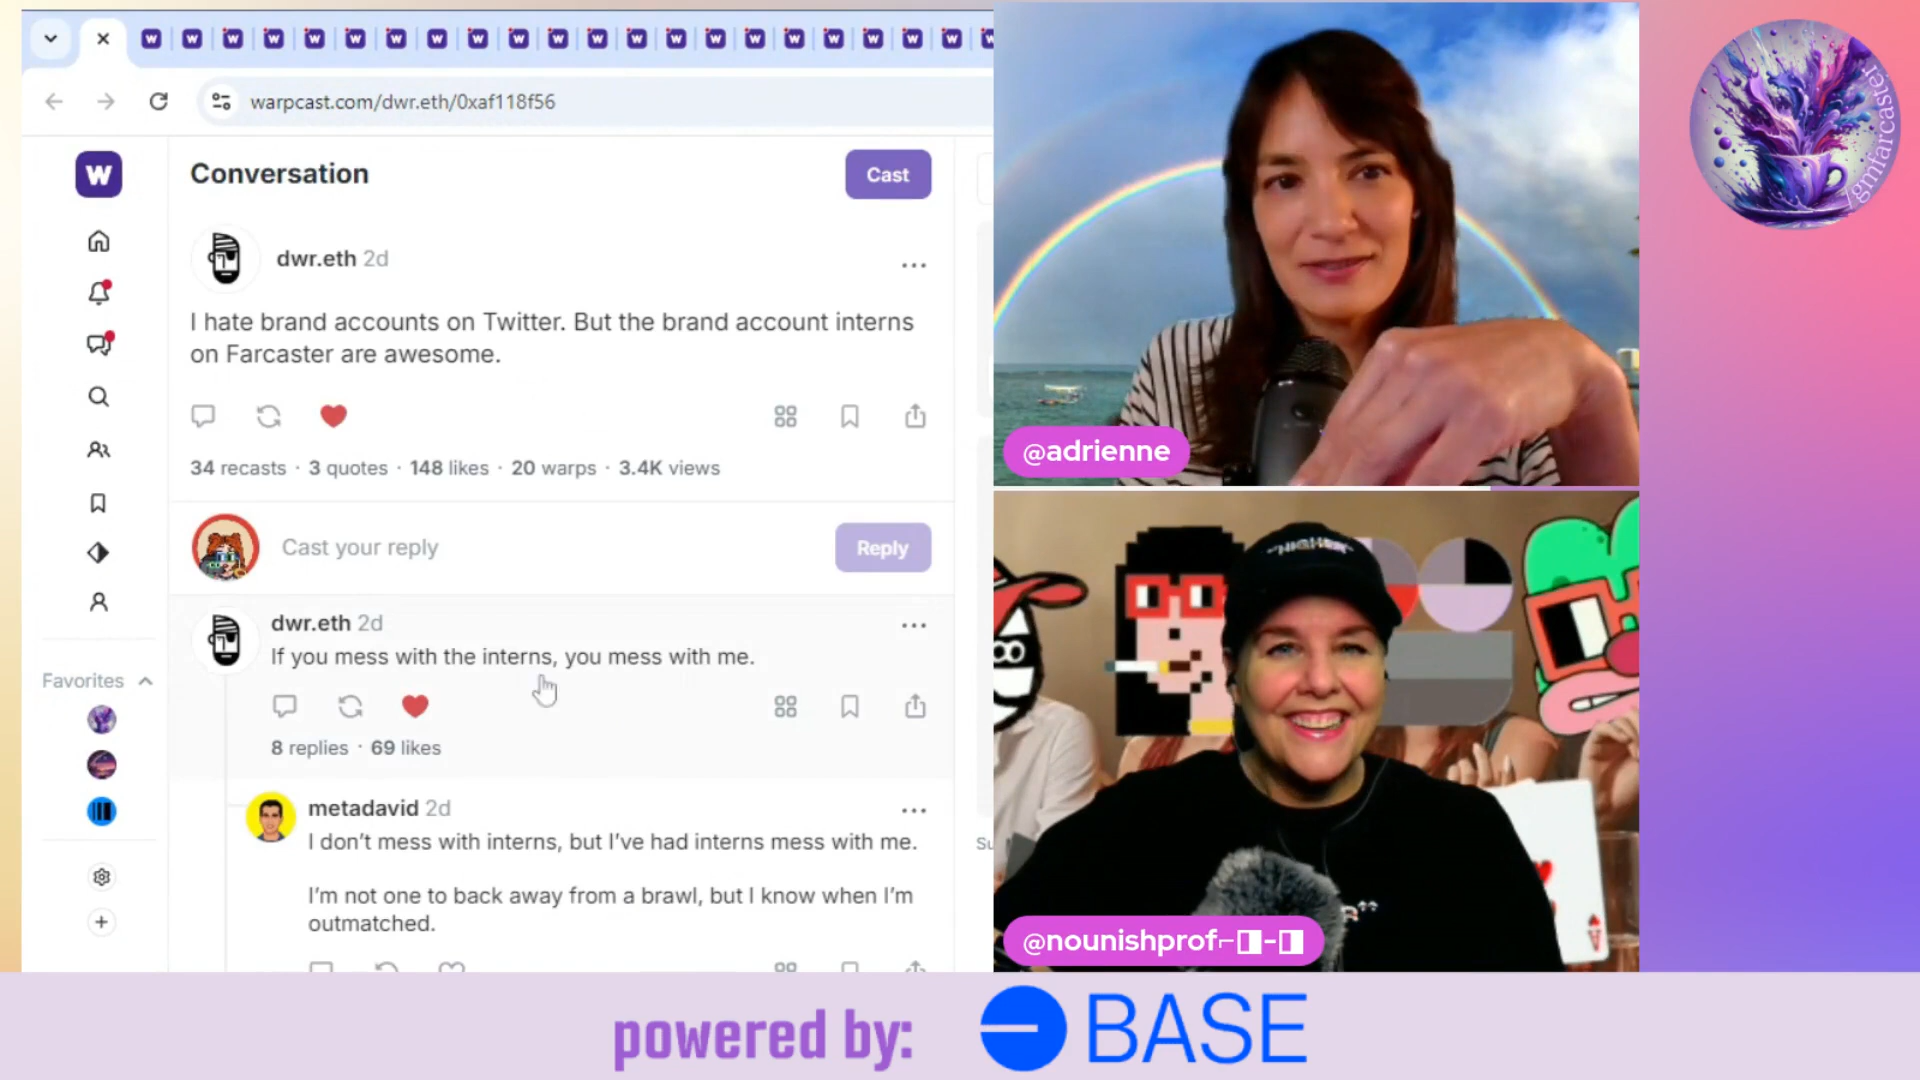 warpcast.com/dwr.eth/0xaf118f56
W
Conversation
Cast
dwr.eth 2d
I hate brand accounts on Twitter. But the brand account interns
on Farcaster are awesome.
34 recasts · 3 quotes · 148 likes · 20 warps · 3.4K views
Cast your reply
Reply
dwr.eth 2d
If you mess with the interns, you mess with me.
8 replies · 69 likes
Favorites
metadavid 2d
I don't mess with interns, but I've had interns mess with me.
I'm not one to back away from a brawl, but I know when I'm
outmatched.
@adrienne
"HIGHER"
A
@nounishprof⌐◨-◨
/gmfarcaster
powered by:
BASE